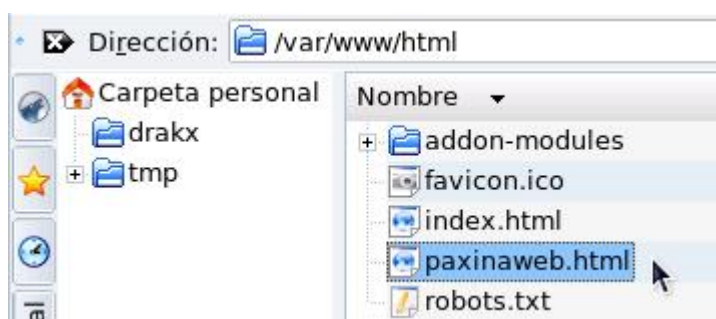 Dirección: /var/www/html
Carpeta personal
drakx
tmp
Nombre
addon-modules
favicon.ico
index.html
paxinaweb.html
robots.txt